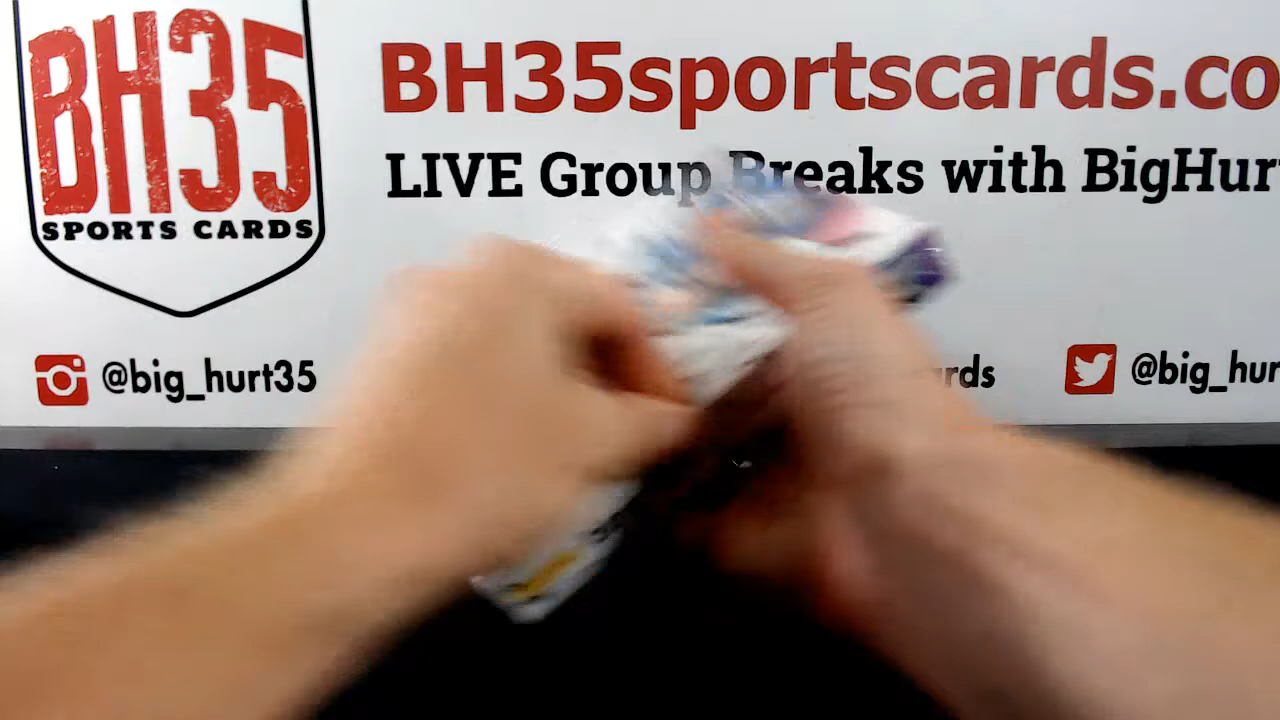 BH35
SPORTS CARDS
BH35sportscards.co
LIVE Group Breaks with BigHur
@big_hurt35
rds
@big_hur